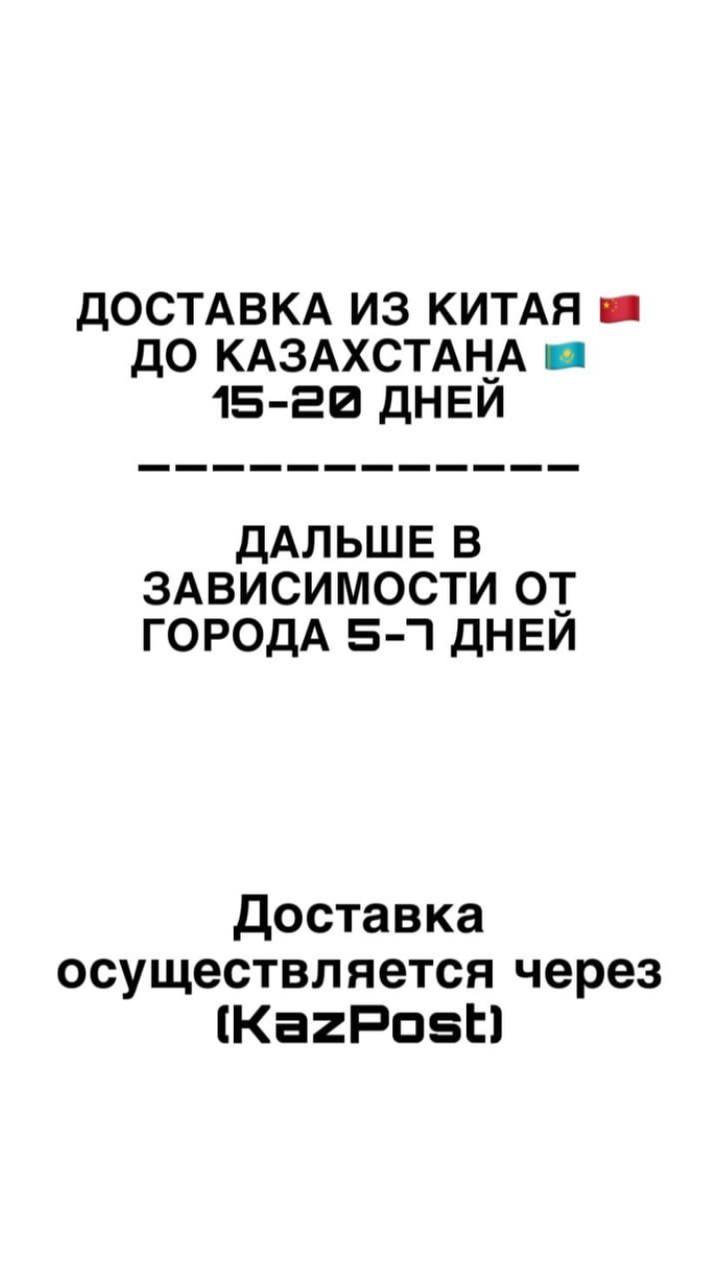 ДОСТАВКА ИЗ КИТАЯ 🇨🇳
ДО КАЗАХСТАНА 🇰🇿
15-20 ДНЕЙ
____________
ДАЛЬШЕ В
ЗАВИСИМОСТИ ОТ
ГОРОДА 5-7 ДНЕЙ
Доставка
осуществляется через
(KazPost)